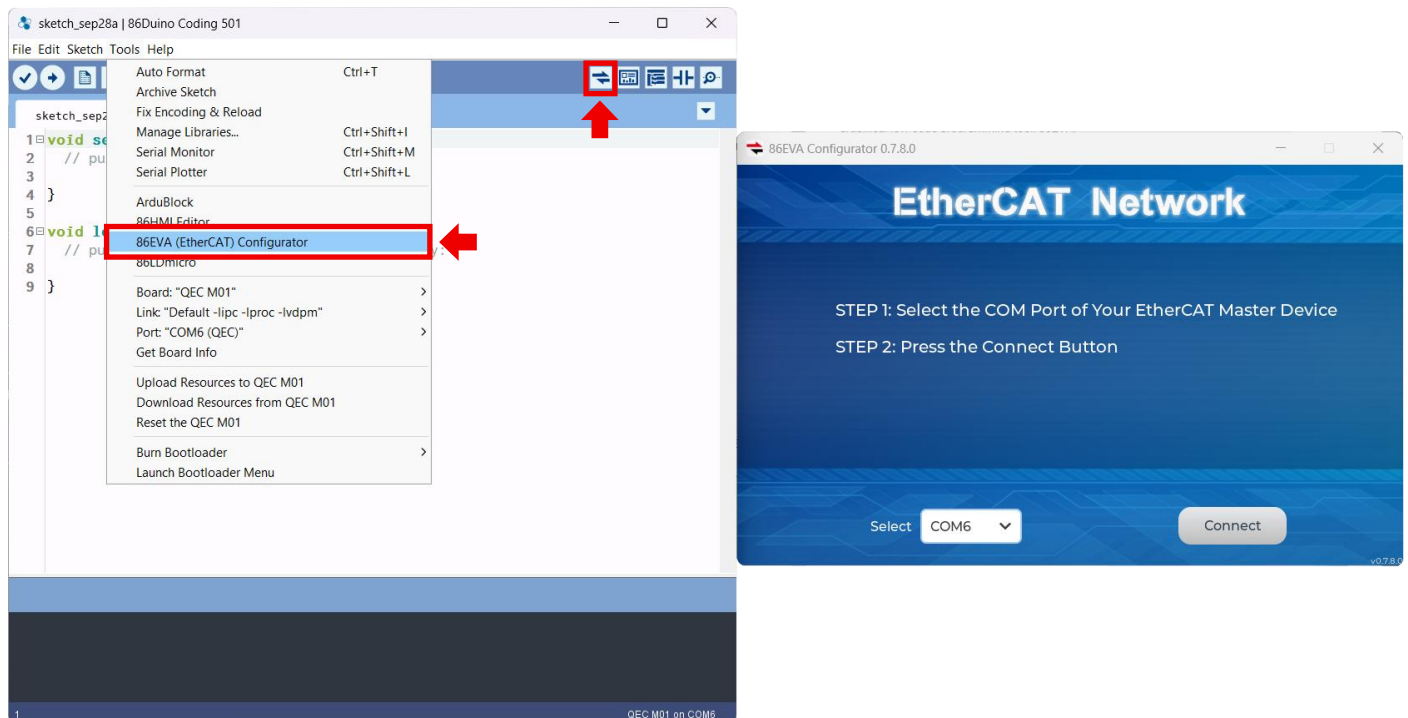 sketch_sep28a | 86Duino Coding 501
File Edit Sketch Tools Help
Auto Format Ctrl+T
Archive Sketch
Fix Encoding & Reload
Manage Libraries... Ctrl+Shift+I
Serial Monitor Ctrl+Shift+M
Serial Plotter Ctrl+Shift+L
ArduBlock
86HMI Editor
86EVA (EtherCAT) Configurator
86LDmicro
Board: "QEC M01"
Link: "Default -lipc -lproc -lvdpm"
Port: "COM6 (QEC)"
Get Board Info
Upload Resources to QEC M01
Download Resources from QEC M01
Reset the QEC M01
Burn Bootloader
Launch Bootloader Menu
sketch_sep2
1 void se
2 // pu
3
4 }
5
6 void lo
7 // pu y:
8
9 }
1 QEC M01 on COM6
86EVA Configurator 0.7.8.0
EtherCAT Network
STEP 1: Select the COM Port of Your EtherCAT Master Device
STEP 2: Press the Connect Button
Select COM6 Connect
v0.7.8.0